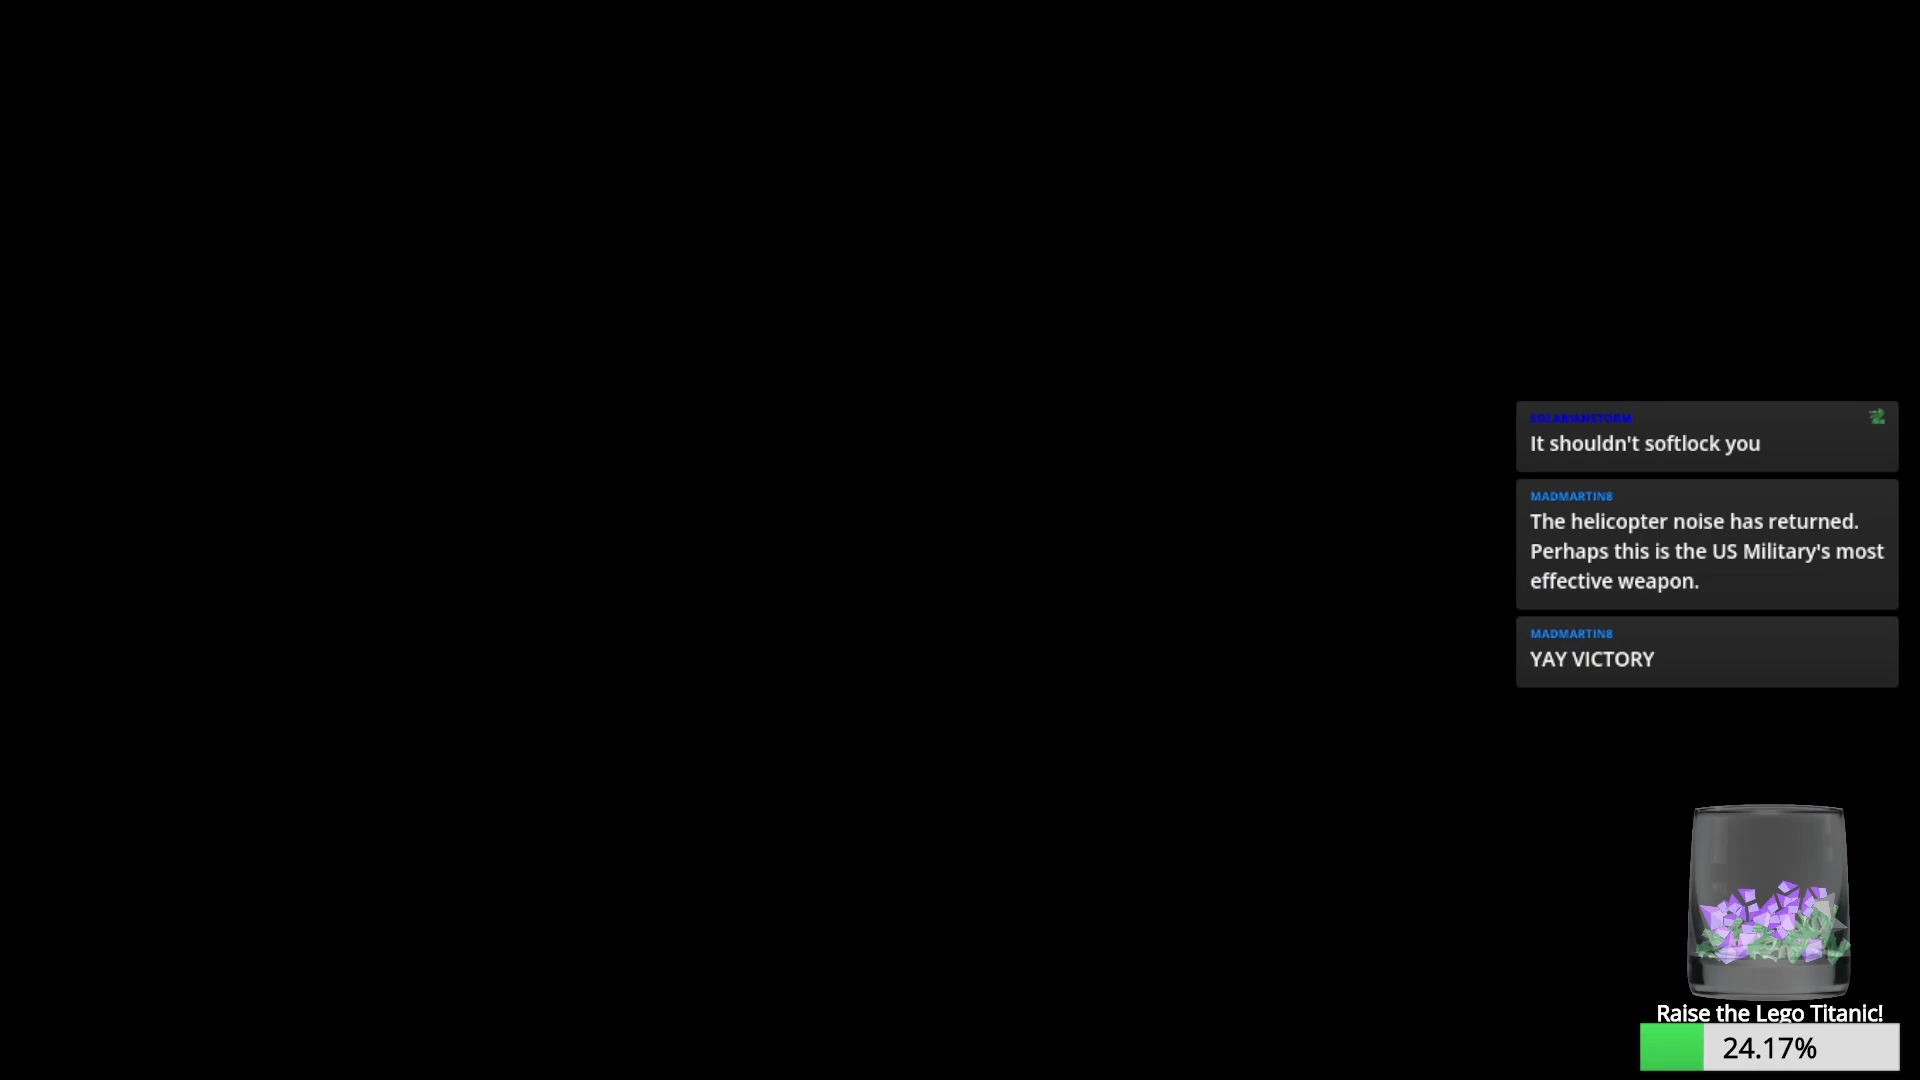 SOLARIANSTORM
It shouldn't softlock you
MADMARTIN8
The helicopter noise has returned.
Perhaps this is the US Military's most
effective weapon.
MADMARTIN8
YAY VICTORY
Raise the Lego Titanic!
24.17%